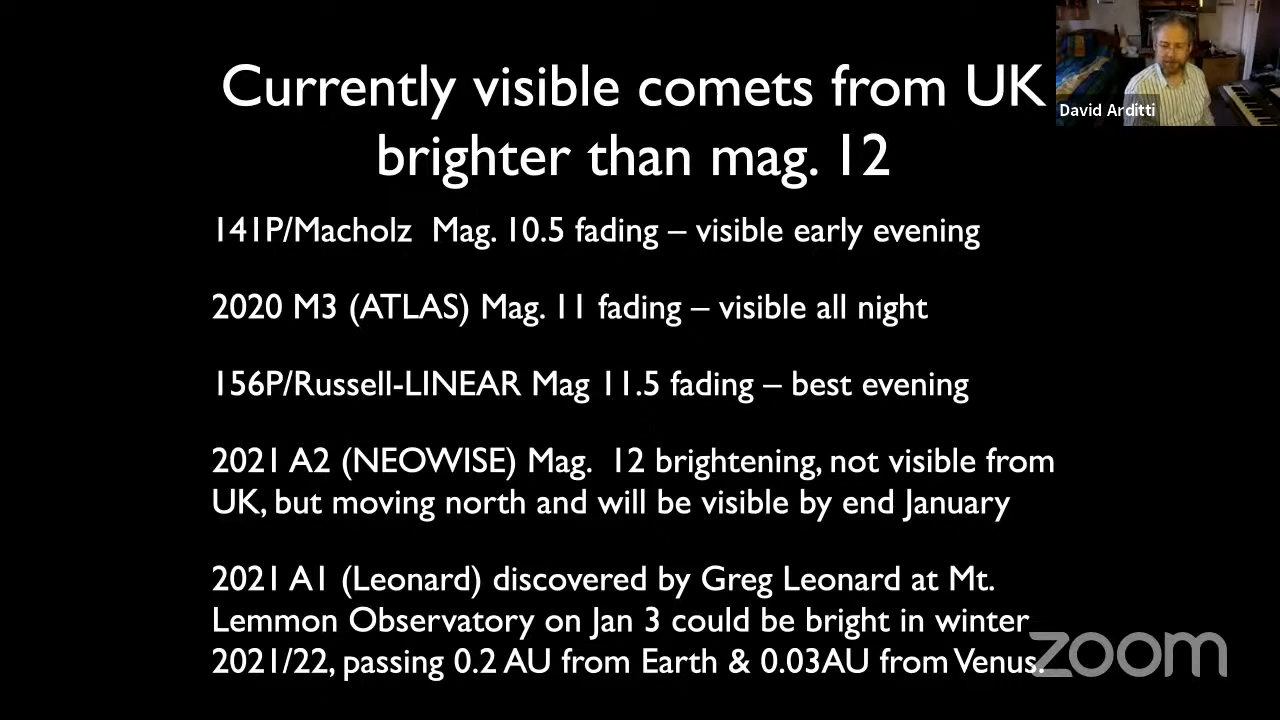 Currently visible comets from UK
brighter than mag. 12
David Arditti
141P/Macholz Mag. 10.5 fading – visible early evening
2020 M3 (ATLAS) Mag. 11 fading – visible all night
156P/Russell-LINEAR Mag 11.5 fading – best evening
2021 A2 (NEOWISE) Mag. 12 brightening, not visible from
UK, but moving north and will be visible by end January
2021 A1 (Leonard) discovered by Greg Leonard at Mt.
Lemmon Observatory on Jan 3 could be bright in winter
2021/22, passing 0.2 AU from Earth & 0.03AU from Venus.
zoom